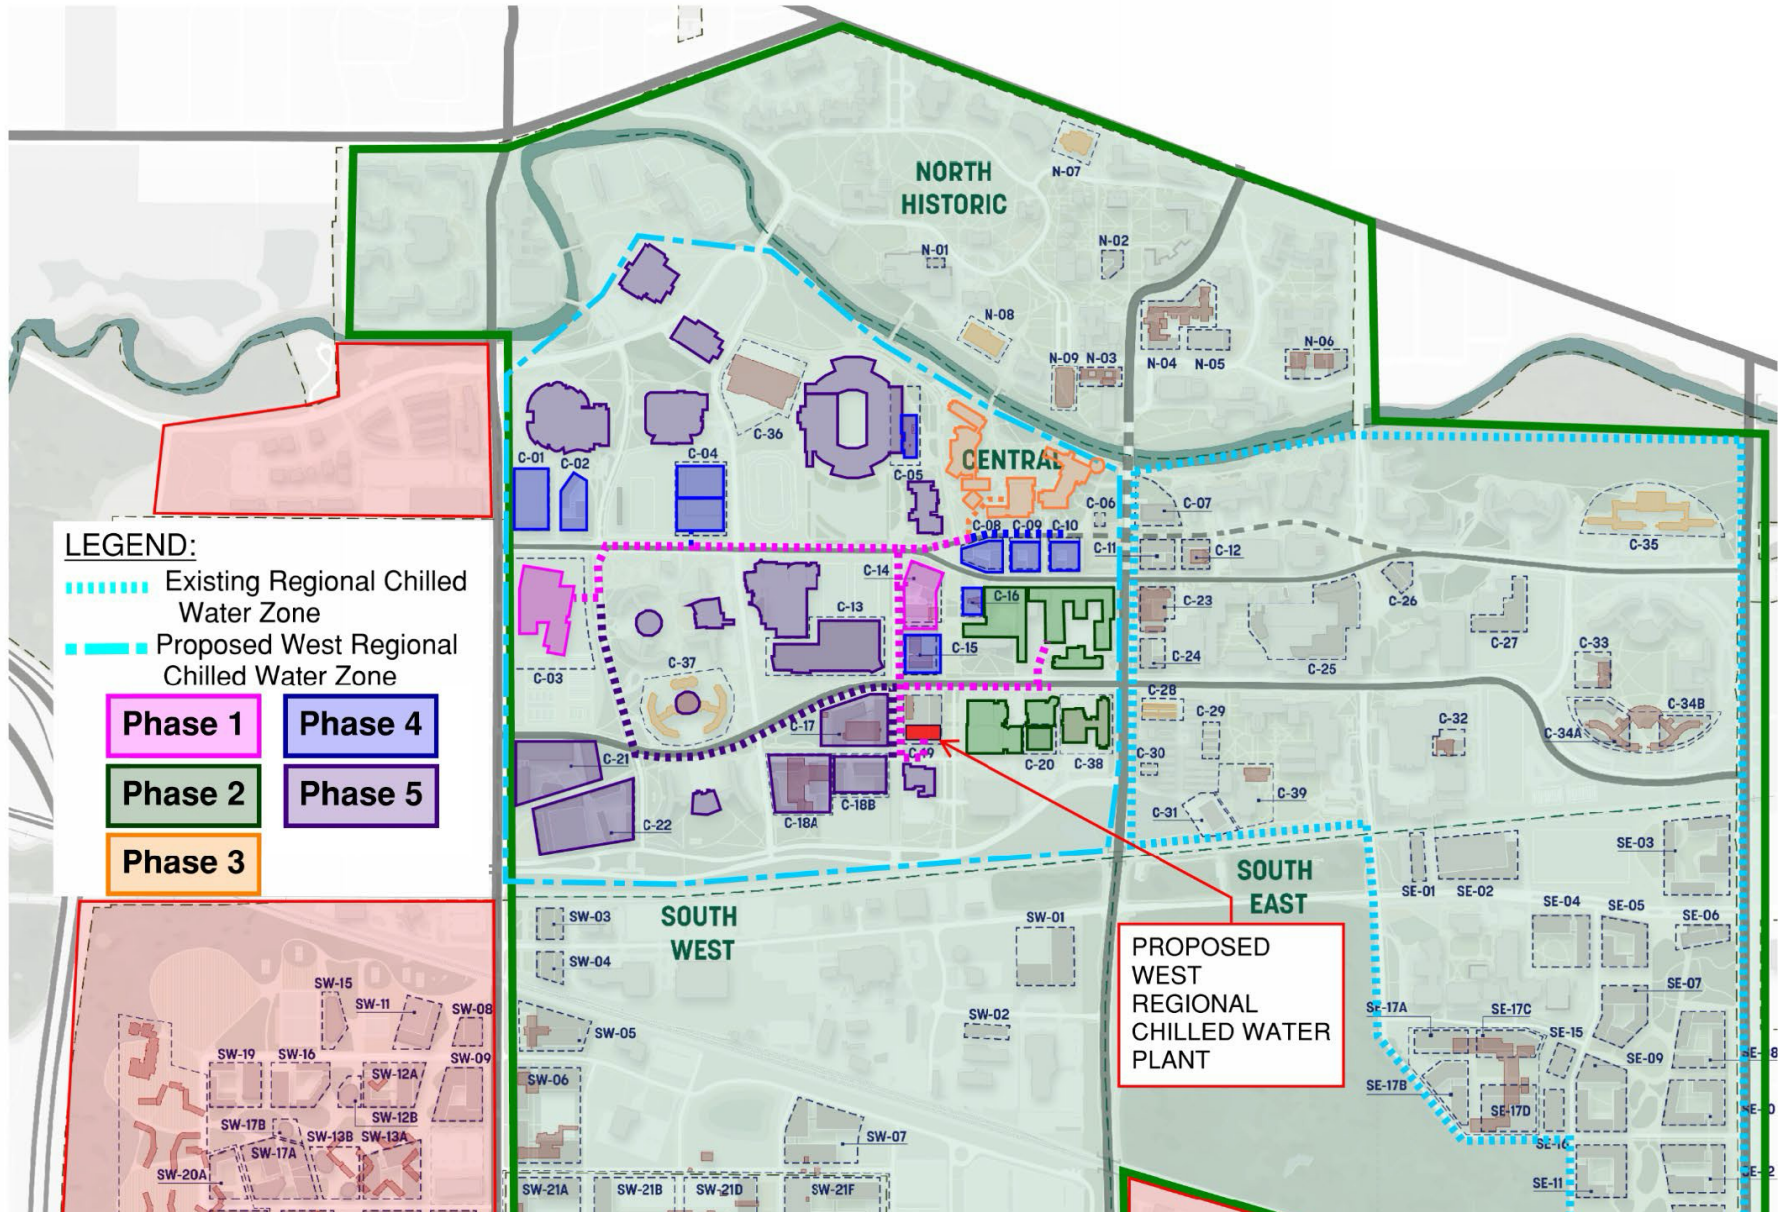 NORTH
HISTORIC
N-07
N-01
N-02
N-08
N-09
N-03
N-04
N-05
N-06
C-36
C-01
C-02
C-04
C-05
CENTRAL
C-06
C-07
C-08
C-09
C-10
C-11
C-12
C-35
LEGEND:
Existing Regional Chilled
Water Zone
Proposed West Regional
Chilled Water Zone
Phase 1
Phase 4
Phase 2
Phase 5
Phase 3
C-14
C-13
C-16
C-15
C-03
C-37
C-17
C-23
C-24
C-25
C-26
C-27
C-33
C-28
C-29
C-30
C-31
C-39
C-32
C-34B
C-34A
C-21
C-22
C-18A
C-18B
C-19
C-20
C-38
SOUTH
WEST
SOUTH
EAST
PROPOSED
WEST
REGIONAL
CHILLED WATER
PLANT
SW-03
SW-04
SW-01
SW-02
SW-05
SW-06
SW-07
SW-15
SW-11
SW-08
SW-19
SW-16
SW-12A
SW-09
SW-12B
SW-17B
SW-13B
SW-13A
SW-17A
SW-20A
SW-21A
SW-21B
SW-21D
SW-21F
SE-01
SE-02
SE-03
SE-04
SE-05
SE-06
SE-07
SE-17A
SE-17C
SE-15
SE-09
SE-17B
SE-17D
SE-16
SE-11